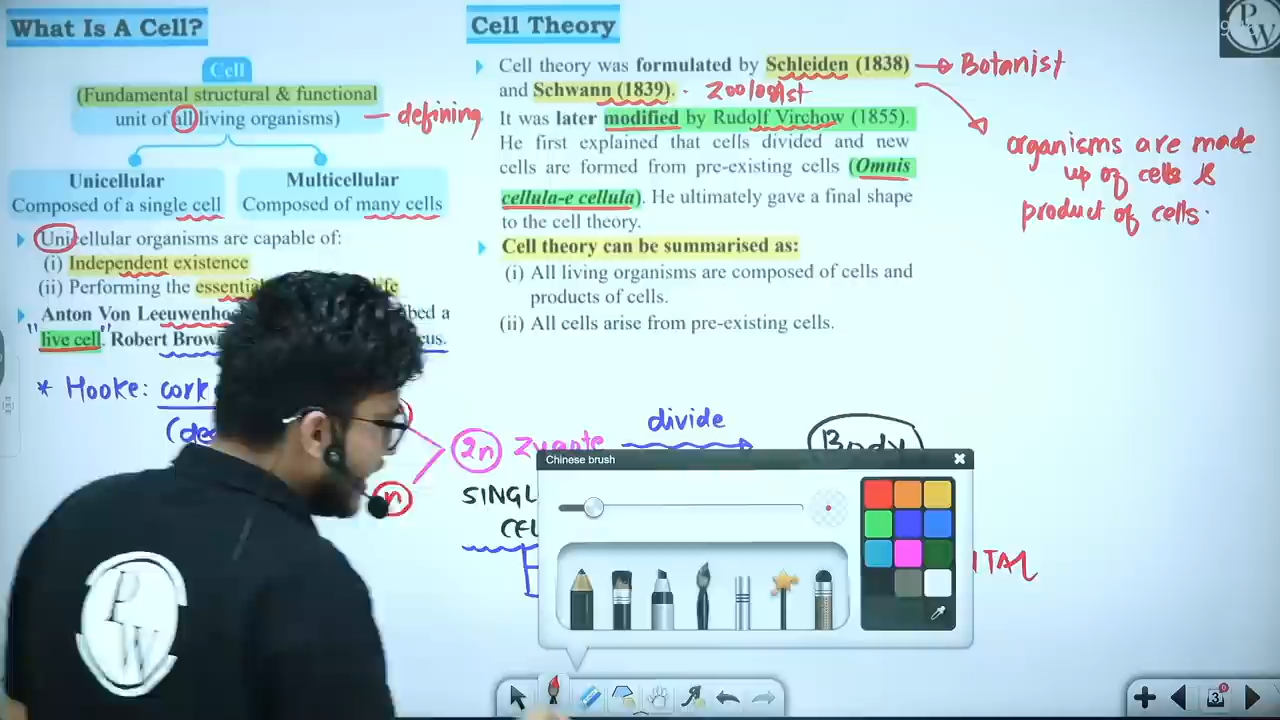 What Is A Cell?
Cell
(Fundamental structural & functional
unit of all living organisms)
defining
Unicellular
Composed of a single cell
Multicellular
Composed of many cells
Unicellular organisms are capable of:
(i) Independent existence
(ii) Performing the
Anton Von
a
"live cell". Robert
* Hooke: cork
n
2n Zygote
divide
Body
SINGL
Cell Theory
Cell theory was formulated by Schleiden (1838)
and Schwann (1839).
It was later modified by Rudolf Virchow (1855).
He first explained that cells divided and new
cells are formed from pre-existing cells (Omnis
cellula-e cellula). He ultimately gave a final shape
to the cell theory.
Cell theory can be summarised as:
(i) All living organisms are composed of cells and
products of cells.
(ii) All cells arise from pre-existing cells.
Botanist
Zoologist
organisms are made
up of cells &
product of cells.
Chinese brush
ITAL
3
PW
PW